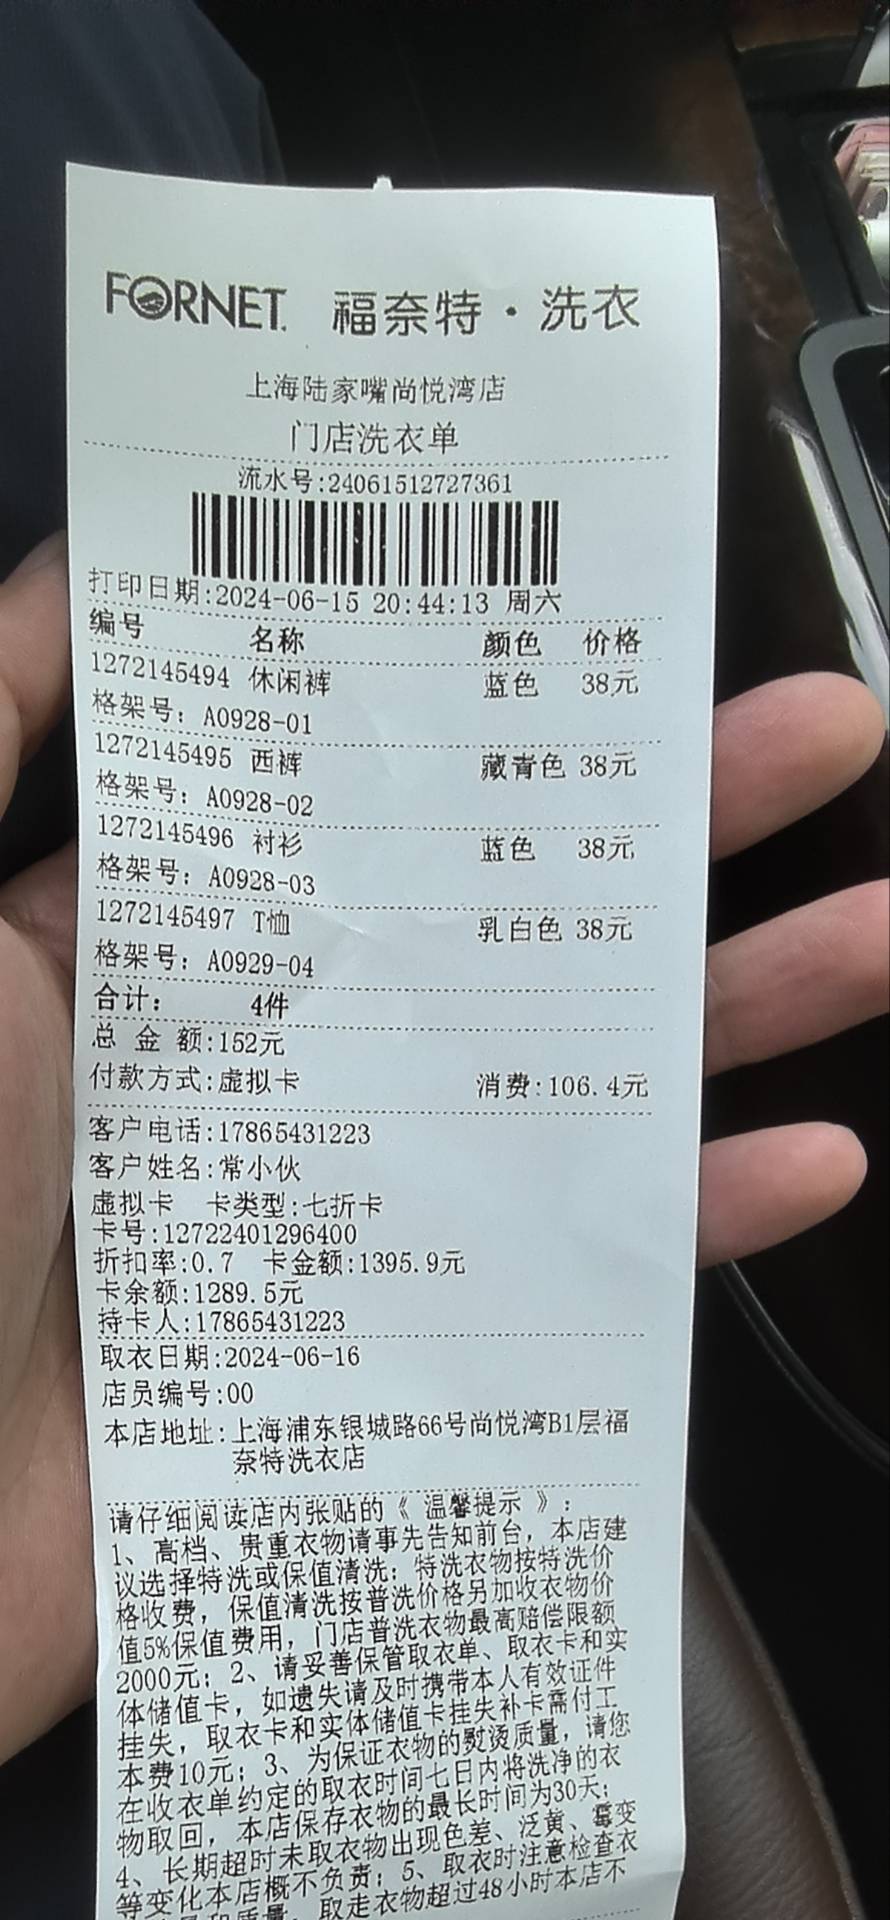 FORNET. 福奈特·洗衣
上海陆家嘴尚悦湾店
门店洗衣单
流水号:24061512727361
打印日期:2024-06-15 20:44:13 周六
编号 名称 颜色 价格
1272145494 休闲裤 蓝色 38元
格架号: A0928-01
1272145495 西裤 藏青色 38元
格架号: A0928-02
1272145496 衬衫 蓝色 38元
格架号: A0928-03
1272145497 T恤 乳白色 38元
格架号: A0929-04
合计: 4件
总 金 额:152元
付款方式:虚拟卡 消费:106.4元
客户电话:17865431223
客户姓名:常小伙
虚拟卡 卡类型:七折卡
卡号:12722401296400
折扣率:0.7 卡金额:1395.9元
卡余额:1289.5元
持卡人:17865431223
取衣日期:2024-06-16
店员编号:00
本店地址:上海浦东银城路66号尚悦湾B1层福
奈特洗衣店
请仔细阅读店内张贴的《 温馨提示 》:
1、高档、贵重衣物请事先告知前台，本店建
议选择特洗或保值清洗；特洗衣物按特洗价
格收费，保值清洗按普洗价格另加收衣物价
值5%保值费用，门店普洗衣物最高赔偿限额
2000元；2、请妥善保管取衣单、取衣卡和实
体储值卡，如遗失请及时携带本人有效证件
挂失，取衣卡和实体储值卡挂失补卡需付工
本费10元；3、为保证衣物的熨烫质量，请您
在收衣单约定的取衣时间七日内将洗净的衣
物取回，本店保存衣物的最长时间为30天；
4、长期超时未取衣物出现色差、泛黄、霉变
等变化本店概不负责；5、取衣时注意检查衣
取走衣物超过48小时本店不